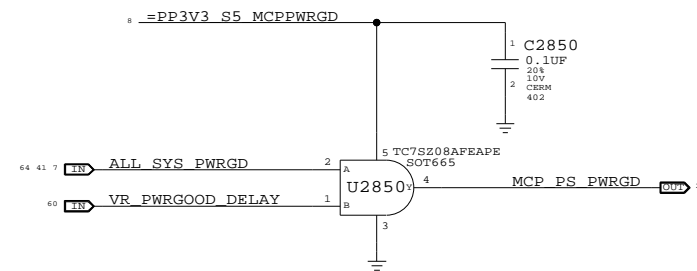 8 =PP3V3_S5_MCPPWRGD
1 C2850
0.1UF
20%
10V
2 CERM
402
5 TC7SZ08AFEAPE
SOT665
64 41 7 IN ALL_SYS_PWRGD 2 A
U2850 Y 4 MCP_PS_PWRGD OUT
60 IN VR_PWRGOOD_DELAY 1 B
3